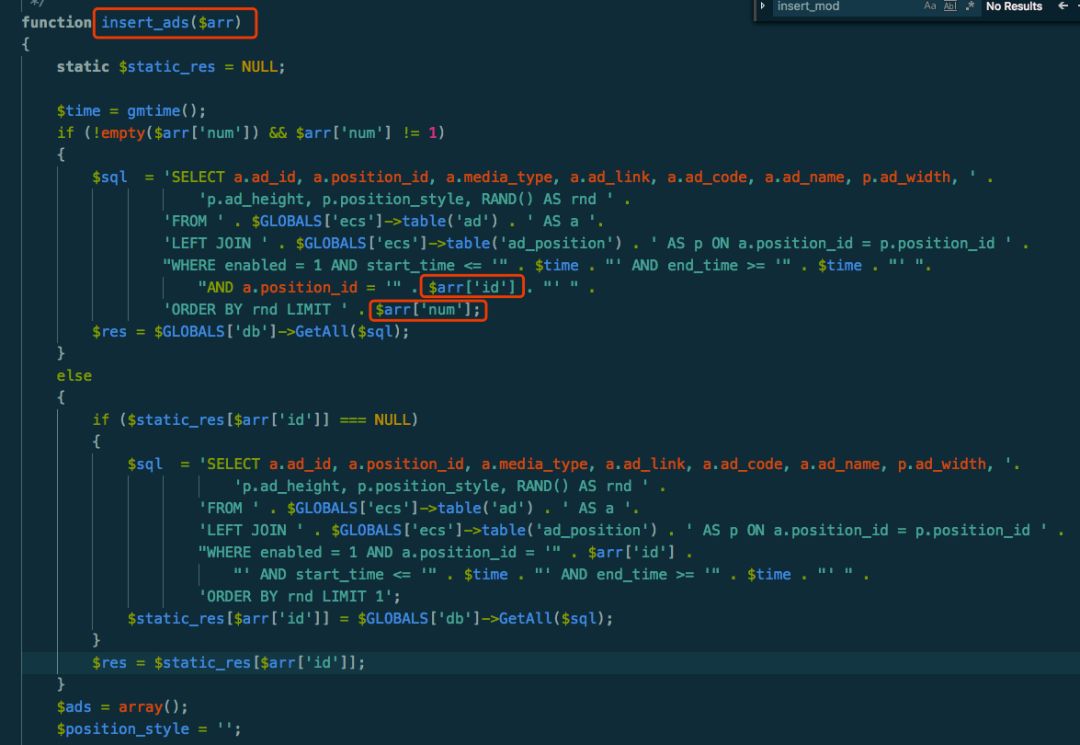 */
insert_mod Aa Ab| .* No Results
function insert_ads($arr)
{
static $static_res = NULL;
$time = gmtime();
if (!empty($arr['num']) && $arr['num'] != 1)
{
$sql = 'SELECT a.ad_id, a.position_id, a.media_type, a.ad_link, a.ad_code, a.ad_name, p.ad_width, ' .
'p.ad_height, p.position_style, RAND() AS rnd ' .
'FROM ' . $GLOBALS['ecs']->table('ad') . ' AS a '.
'LEFT JOIN ' . $GLOBALS['ecs']->table('ad_position') . ' AS p ON a.position_id = p.position_id ' .
"WHERE enabled = 1 AND start_time <= '" . $time . "' AND end_time >= '" . $time . "' ".
"AND a.position_id = '" . $arr['id'] . "' " .
'ORDER BY rnd LIMIT ' . $arr['num'];
$res = $GLOBALS['db']->GetAll($sql);
}
else
{
if ($static_res[$arr['id']] === NULL)
{
$sql = 'SELECT a.ad_id, a.position_id, a.media_type, a.ad_link, a.ad_code, a.ad_name, p.ad_width, '.
'p.ad_height, p.position_style, RAND() AS rnd ' .
'FROM ' . $GLOBALS['ecs']->table('ad') . ' AS a '.
'LEFT JOIN ' . $GLOBALS['ecs']->table('ad_position') . ' AS p ON a.position_id = p.position_id ' .
"WHERE enabled = 1 AND a.position_id = '" . $arr['id'] .
"' AND start_time <= '" . $time . "' AND end_time >= '" . $time . "' " .
'ORDER BY rnd LIMIT 1';
$static_res[$arr['id']] = $GLOBALS['db']->GetAll($sql);
}
$res = $static_res[$arr['id']];
}
$ads = array();
$position_style = '';